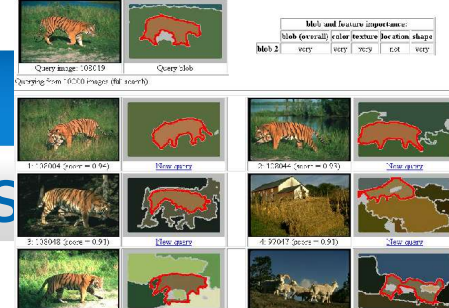 Query image: 108019 Query blob
blob and feature importance:
blob (overall) color texture location shape
blob 2 very very very not very
Querying from 10000 images (full search)
1: 108004 (score = 0.94) New query 2: 108044 (score = 0.93) New query
3: 108048 (score = 0.91) New query 4: 97047 (score = 0.91) New query
S